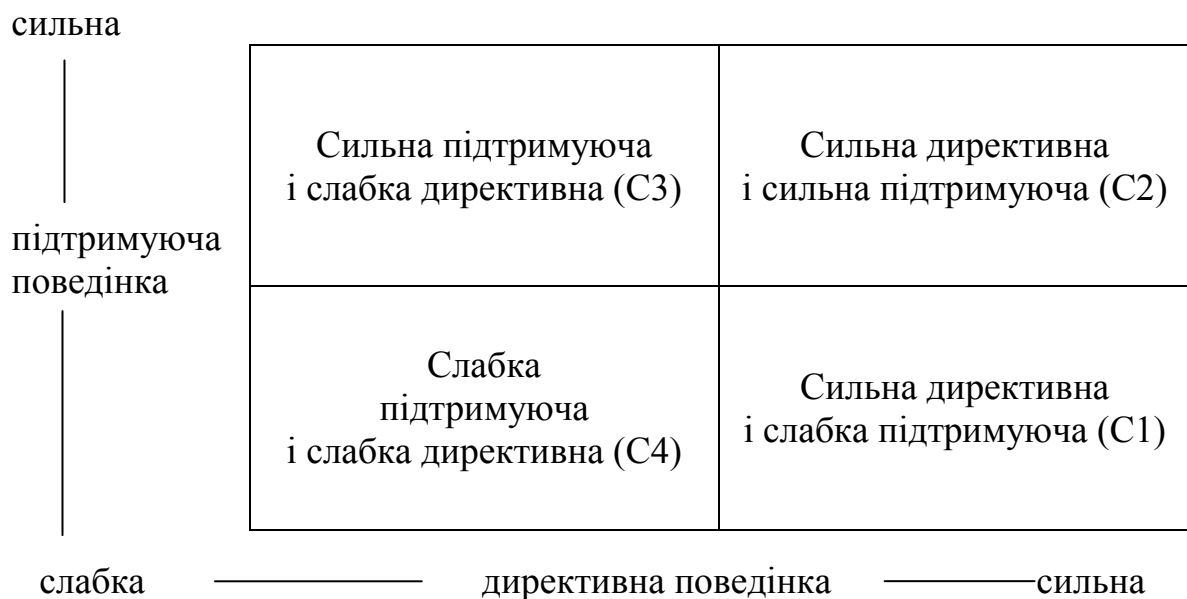 сильна
Сильна підтримуюча
і слабка директивна (С3)
Сильна директивна
і сильна підтримуюча (С2)
підтримуюча
поведінка
Слабка
підтримуюча
і слабка директивна (С4)
Сильна директивна
і слабка підтримуюча (С1)
слабка директивна поведінка сильна